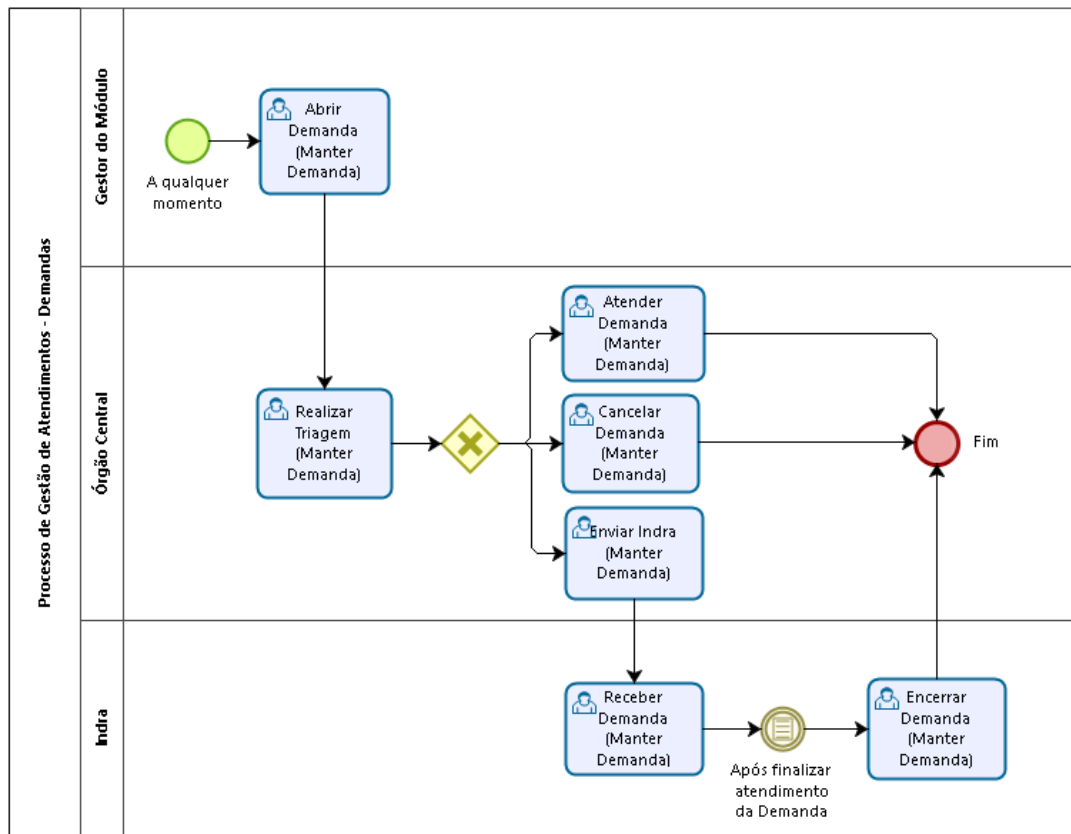 Processo de Gestão de Atendimentos - Demandas
Gestor do Módulo
A qualquer
momento
Abrir
Demanda
(Manter
Demanda)
Órgão Central
Realizar
Triagem
(Manter
Demanda)
Atender
Demanda
(Manter
Demanda)
Cancelar
Demanda
(Manter
Demanda)
Enviar Indra
(Manter
Demanda)
Fim
Indra
Receber
Demanda
(Manter
Demanda)
Após finalizar
atendimento
da Demanda
Encerrar
Demanda
(Manter
Demanda)